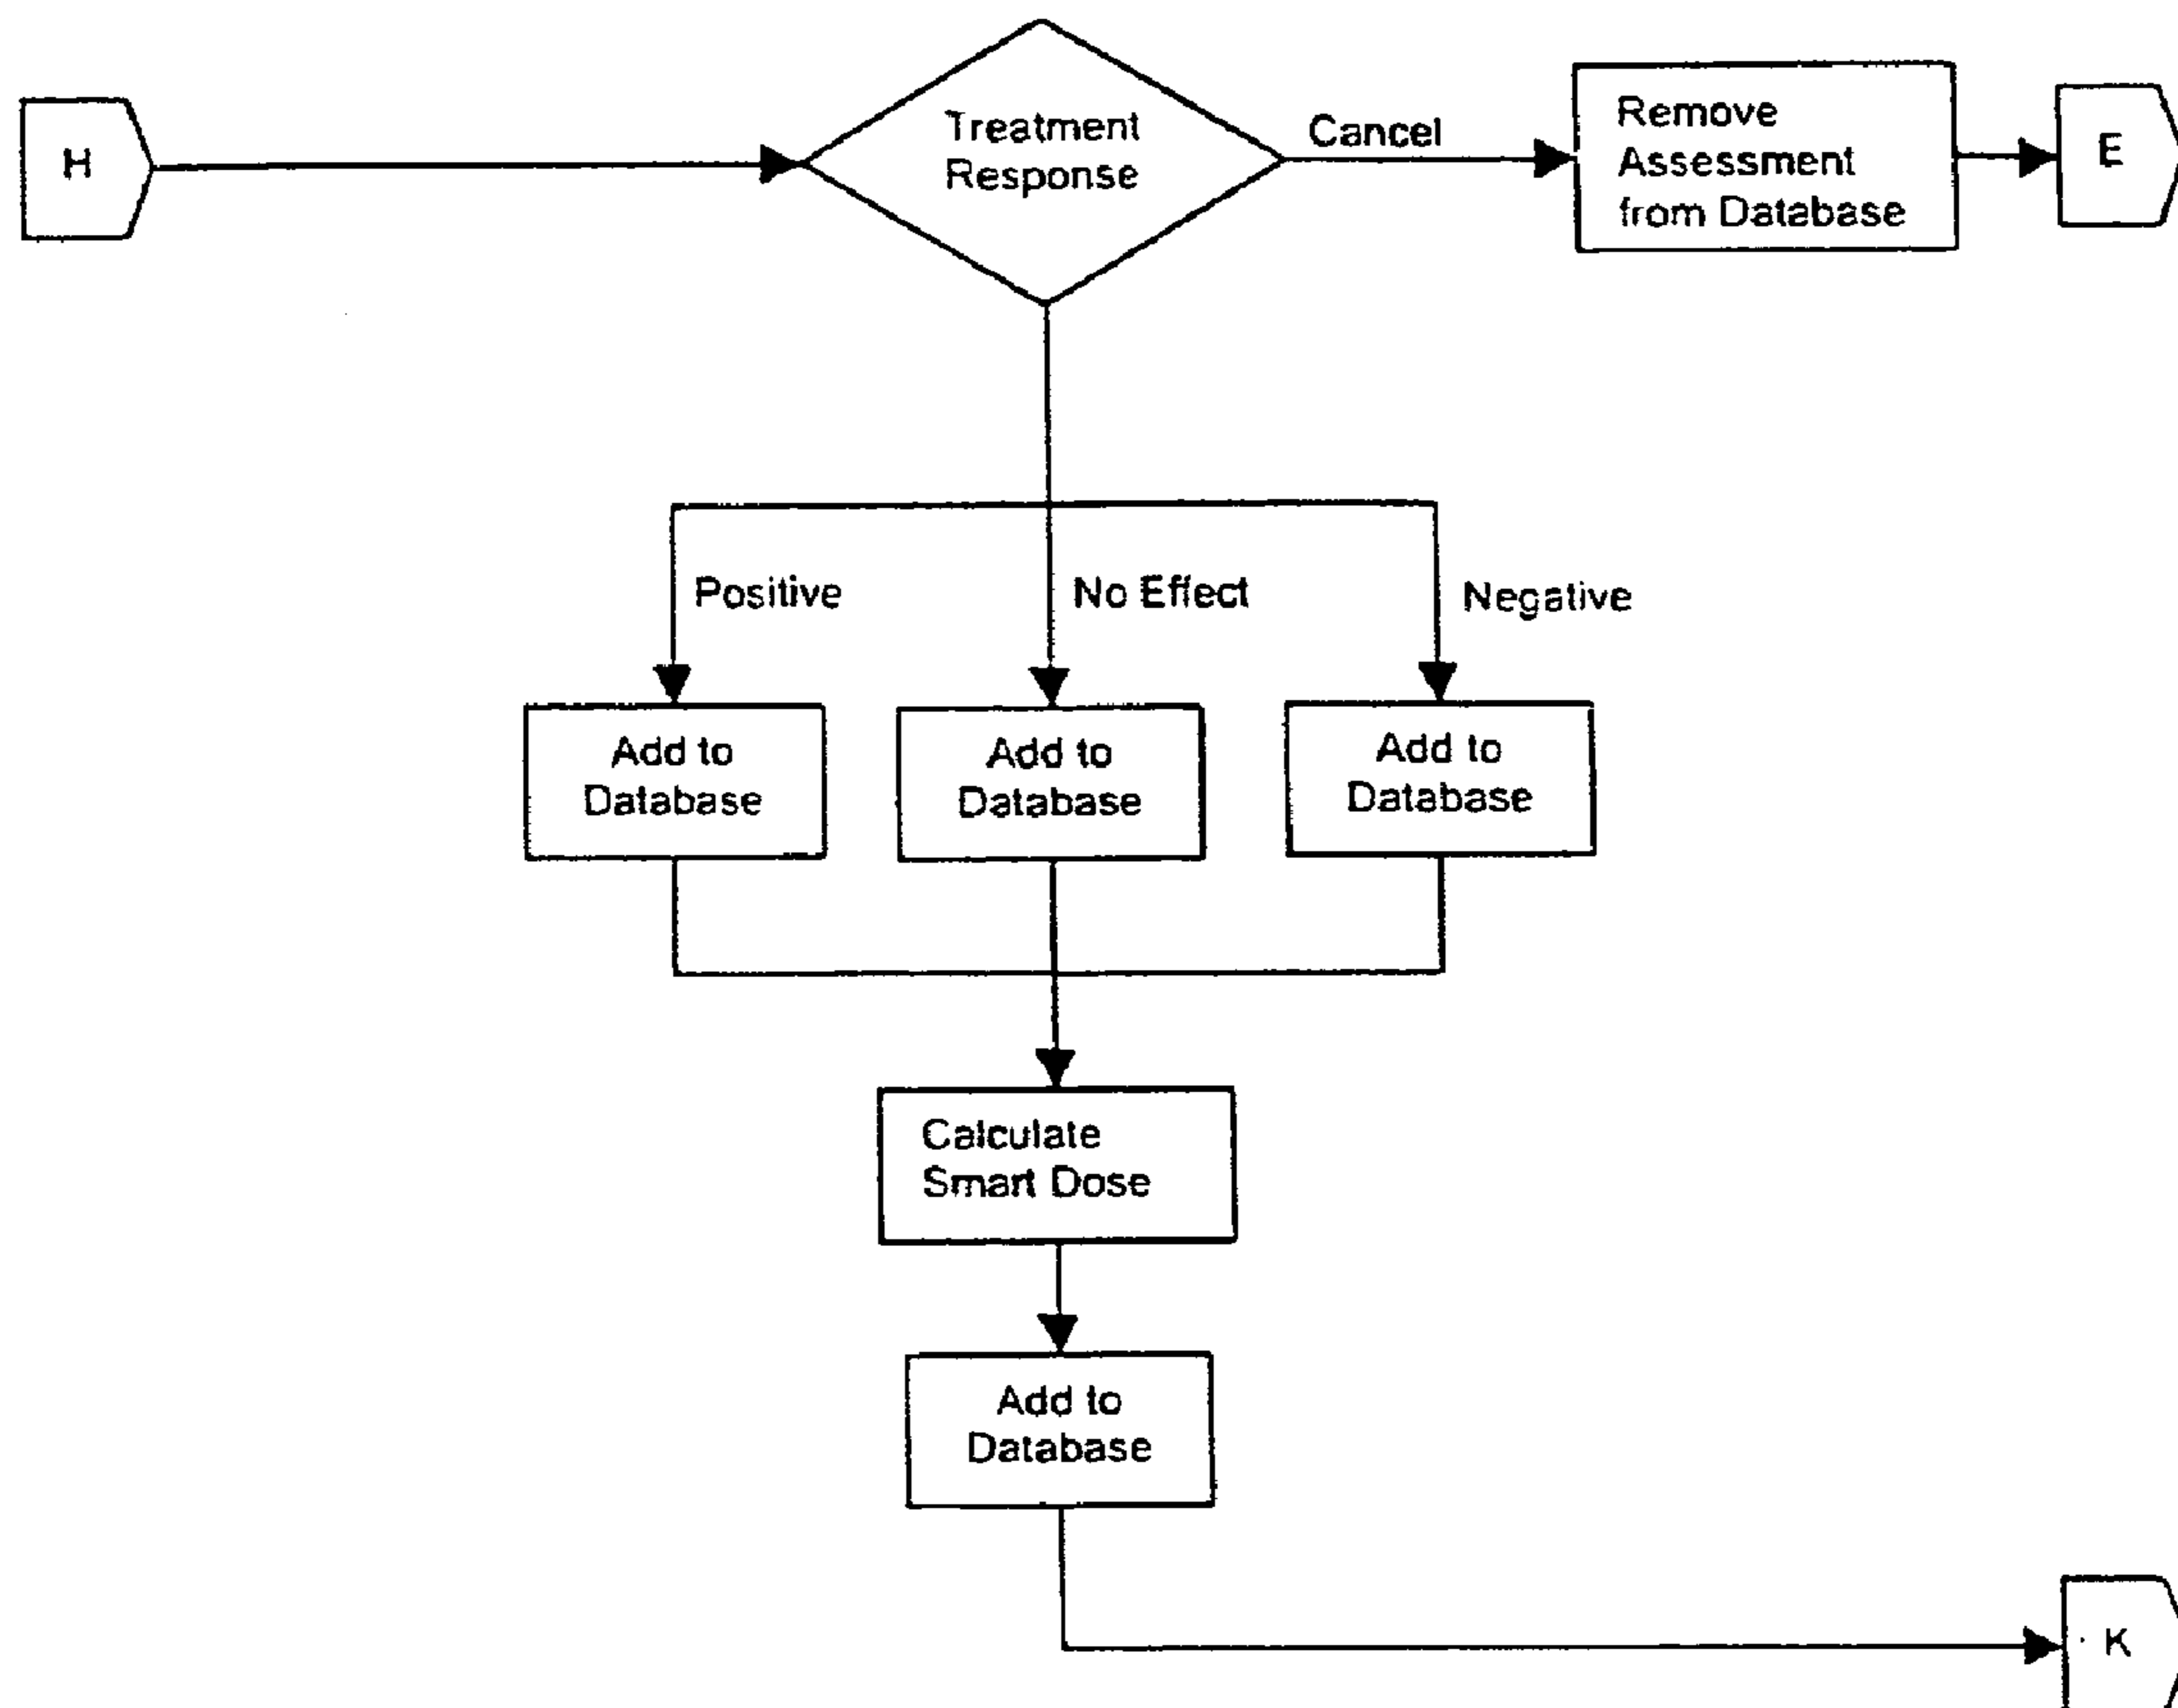 H
Treatment
Response
Cancel
Remove
Assessment
from Database
E
Positive
No Effect
Negative
Add to
Database
Add to
Database
Add to
Database
Calculate
Smart Dose
Add to
Database
K